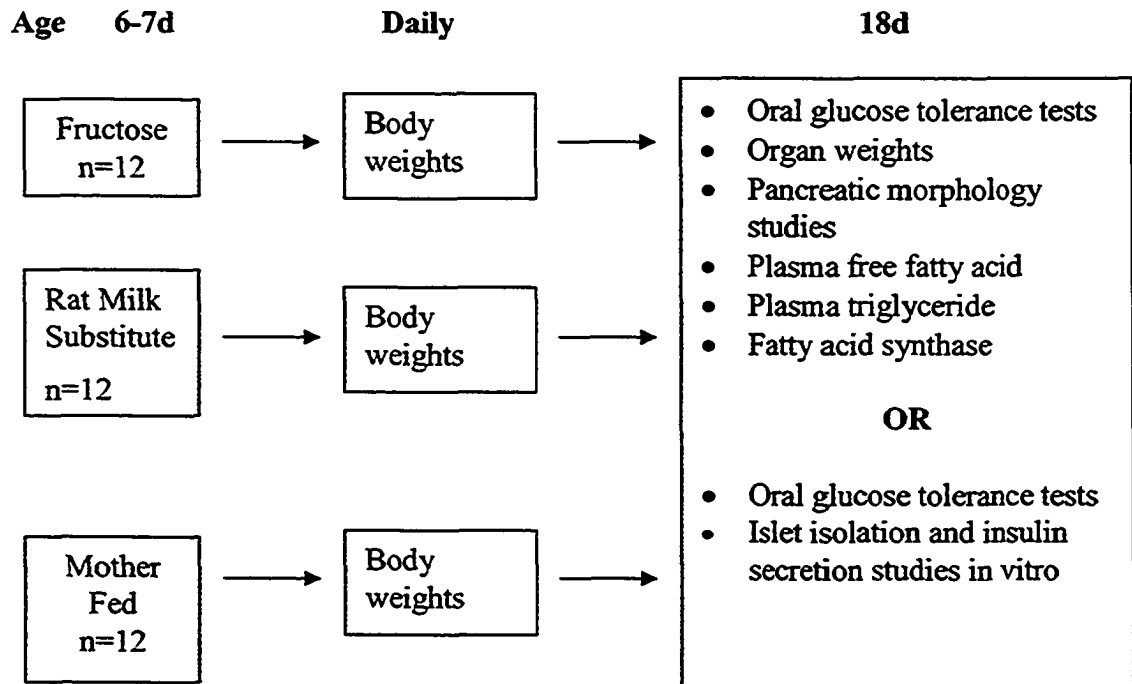 Age 6-7d Daily 18d
Fructose
n=12
Body
weights
Rat Milk
Substitute
n=12
Body
weights
Mother
Fed
n=12
Body
weights
• Oral glucose tolerance tests
• Organ weights
• Pancreatic morphology
studies
• Plasma free fatty acid
• Plasma triglyceride
• Fatty acid synthase
OR
• Oral glucose tolerance tests
• Islet isolation and insulin
secretion studies in vitro